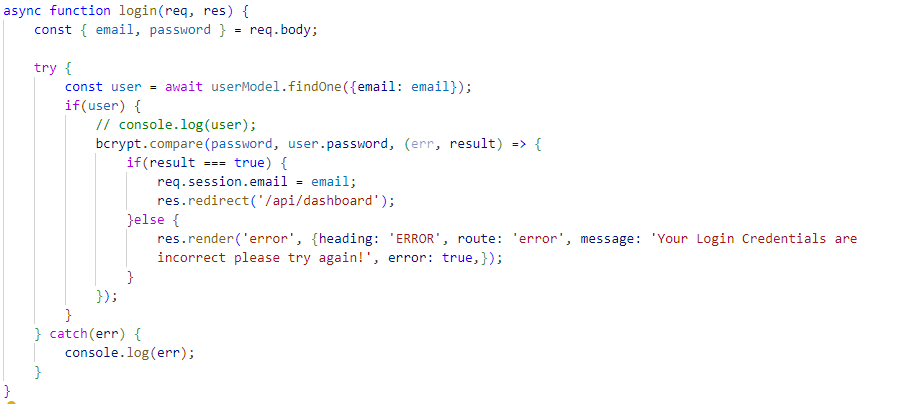 async function login(req, res) {
    const { email, password } = req.body;

    try {
        const user = await userModel.findOne({email: email});
        if(user) {
            // console.log(user);
            bcrypt.compare(password, user.password, (err, result) => {
                if(result === true) {
                    req.session.email = email;
                    res.redirect('/api/dashboard');
                }else {
                    res.render('error', {heading: 'ERROR', route: 'error', message: 'Your Login Credentials are
                    incorrect please try again!', error: true,});
                }
            });
        }
    } catch(err) {
        console.log(err);
    }
}